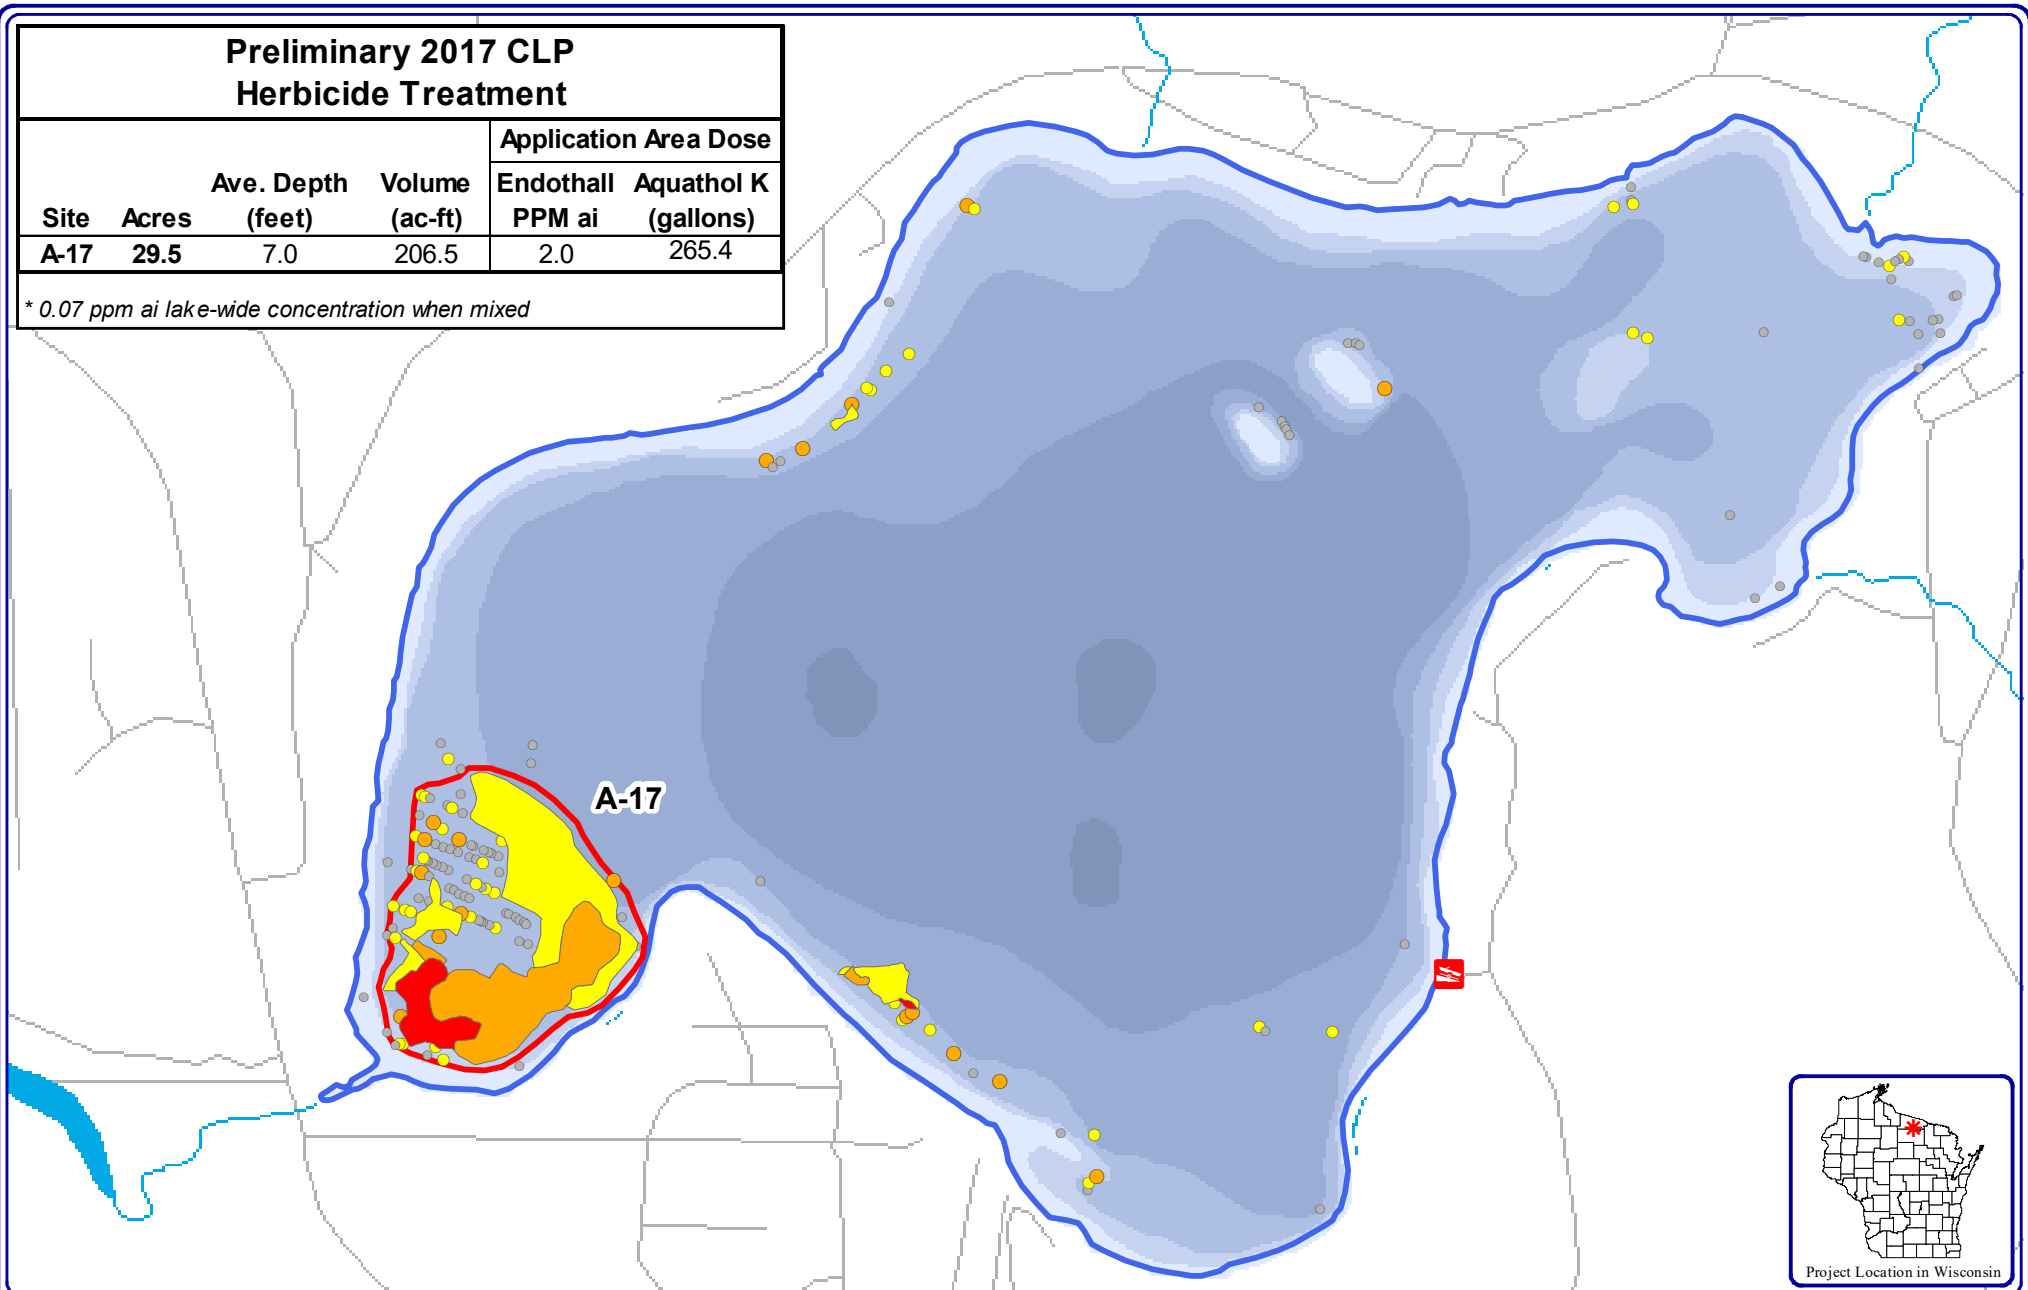 Preliminary 2017 CLP
Herbicide Treatment
Application Area Dose
Ave. Depth Volume Endothall Aquathol K
Site Acres (feet) (ac-ft) PPM ai (gallons)
A-17 29.5 7.0 206.5 2.0 265.4
* 0.07 ppm ai lake-wide concentration when mixed
A-17
Project Location in Wisconsin